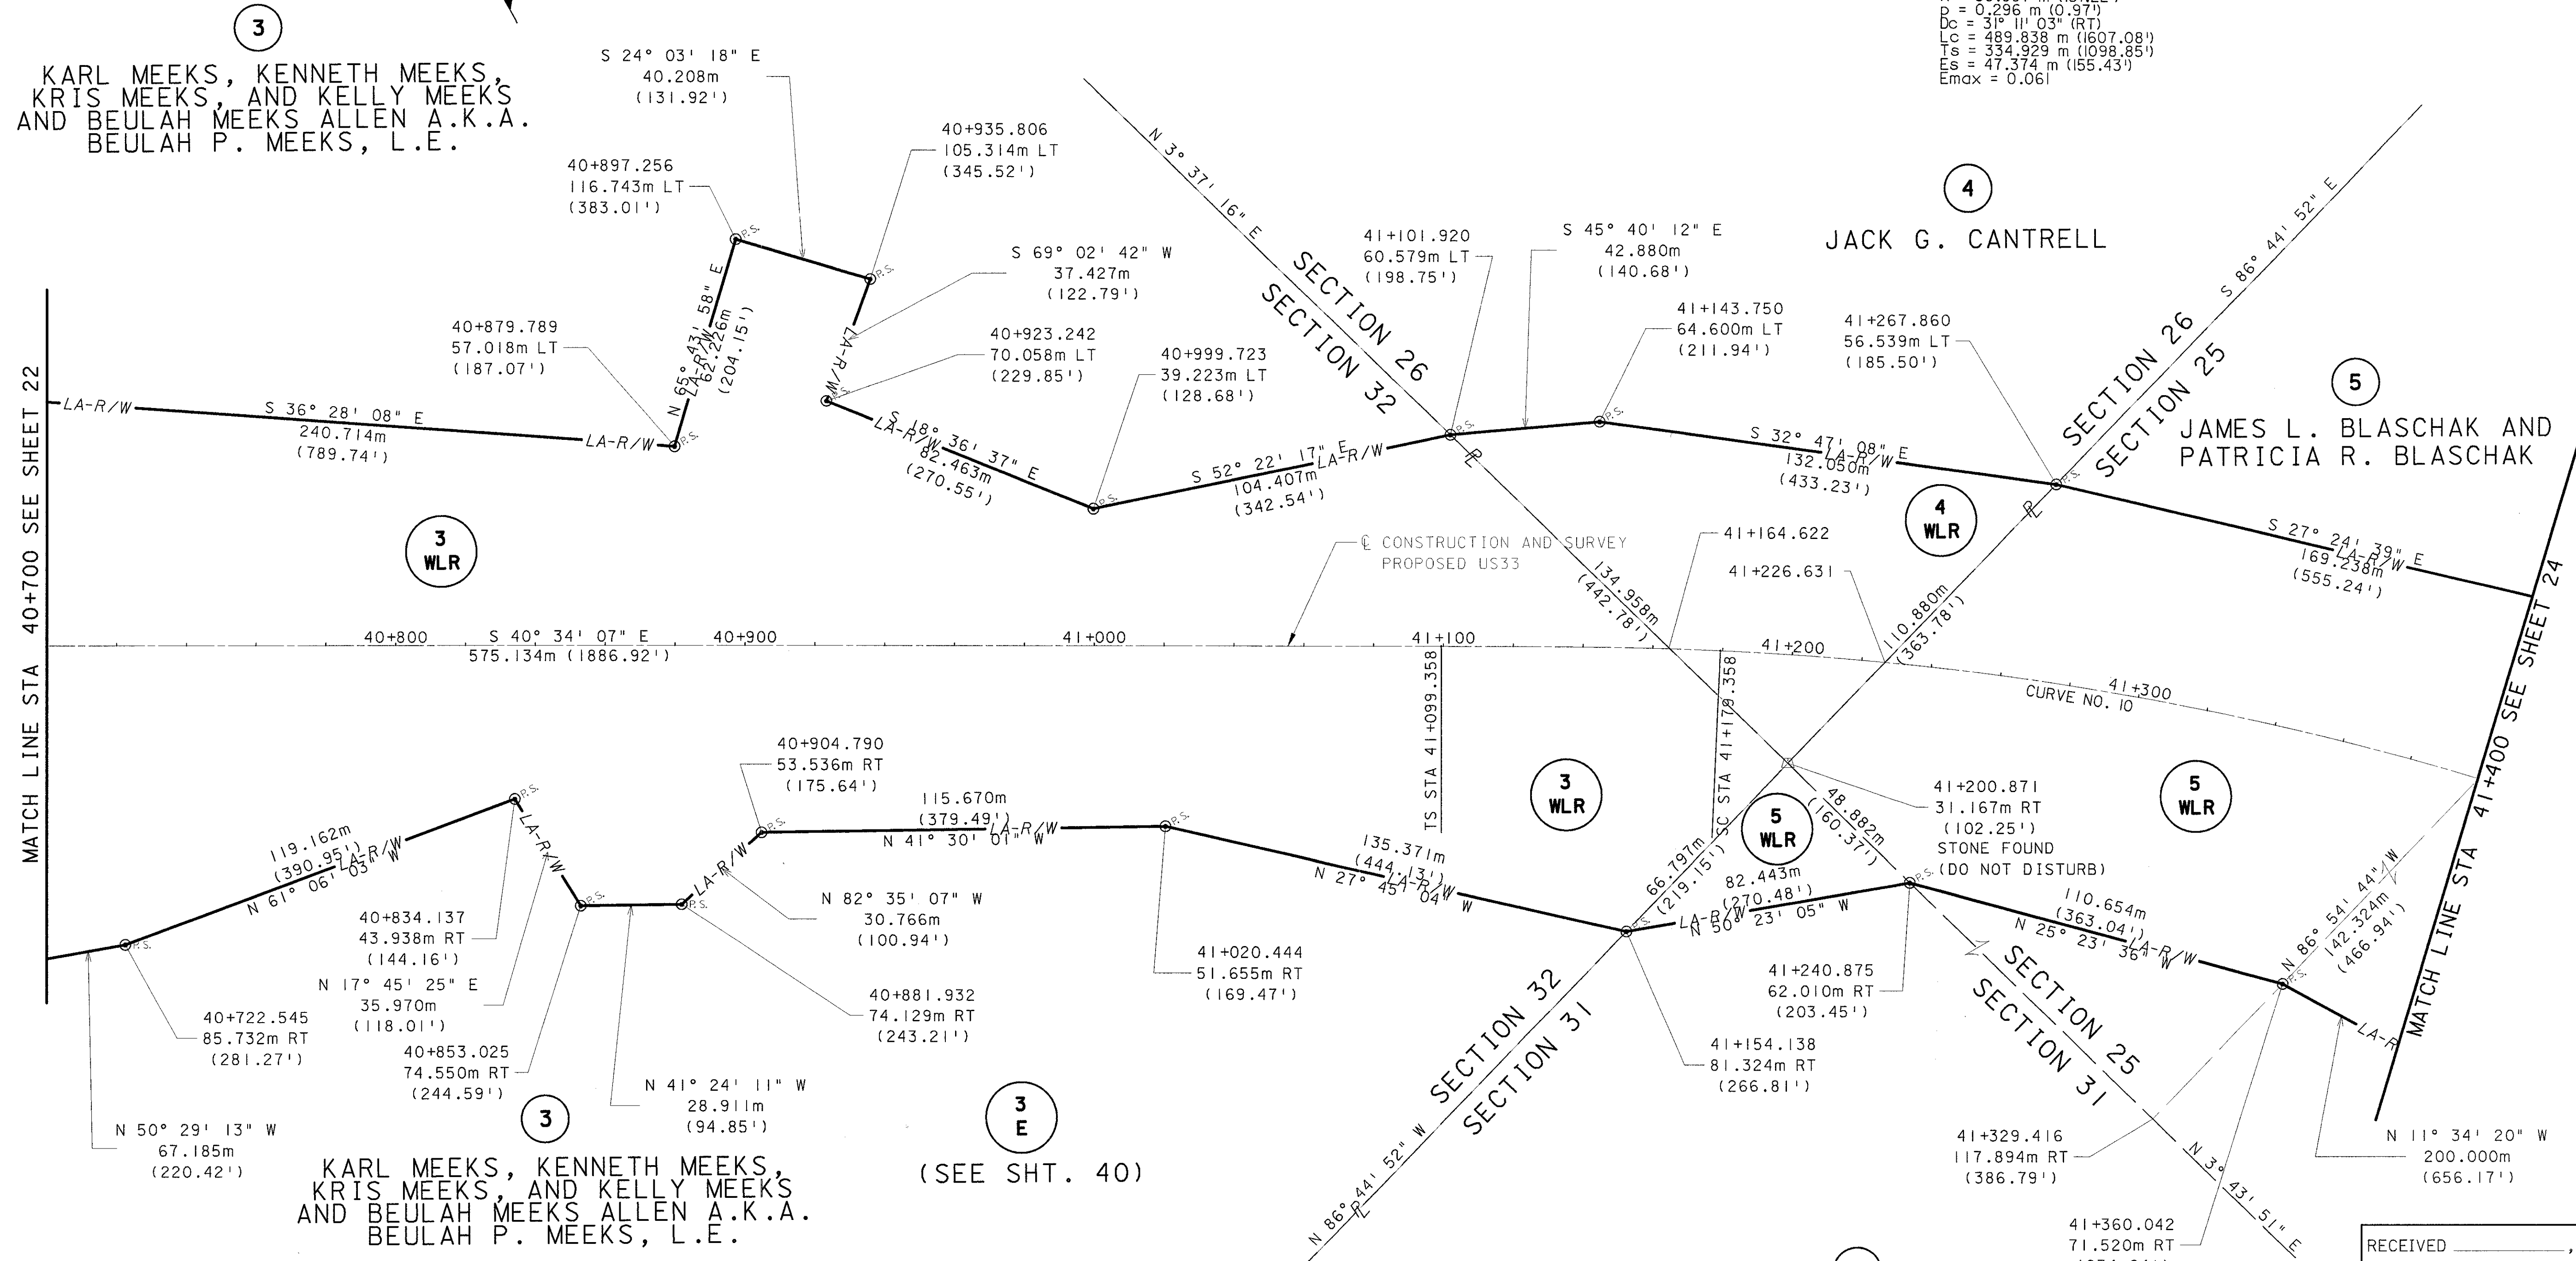 3
KARL MEEKS, KENNETH MEEKS,
KRIS MEEKS, AND KELLY MEEKS
AND BEULAH MEEKS ALLEN A.K.A.
BEULAH P. MEEKS, L.E.
p = 0.296 m (0.97')
Dc = 31° 11' 03" (RT)
Lc = 489.838 m (1607.08')
Ts = 334.929 m (1098.85')
Es = 47.374 m (155.43')
Emax = 0.061
S 24° 03' 18" E
40.208m
(131.92')
40+935.806
105.314m LT
(345.52')
40+897.256
116.743m LT
(383.01')
P.S.
P.S.
S 69° 02' 42" W
37.427m
(122.79')
N 65° 43' 58" E
LA-R/W
62.226m
(204.15')
LA-R/W
40+879.789
57.018m LT
(187.07')
40+923.242
70.058m LT
(229.85')
40+999.723
39.223m LT
(128.68')
N 3° 37' 16" E
SECTION 26
SECTION 32
41+101.920
60.579m LT
(198.75')
S 45° 40' 12" E
42.880m
(140.68')
4
JACK G. CANTRELL
41+143.750
64.600m LT
(211.94')
41+267.860
56.539m LT
(185.50')
S 86° 44' 52" E
SECTION 26
SECTION 25
5
JAMES L. BLASCHAK AND
PATRICIA R. BLASCHAK
MATCH LINE STA 40+700 SEE SHEET 22
LA-R/W
S 36° 28' 08" E
240.714m
(789.74')
LA-R/W
P.S.
P.S.
S 18° 36' 37" E
LA-R/W
82.463m
(270.55')
P.S.
S 52° 22' 17" E
LA-R/W
104.407m
(342.54')
P.S.
PL
P.S.
S 32° 47' 08" E
LA-R/W
132.050m
(433.23')
P.S.
PL
S 27° 24' 39" E
LA-R/W
169.238m
(555.24')
3
WLR
4
WLR
℄ CONSTRUCTION AND SURVEY
PROPOSED US33
41+164.622
41+226.631
134.958m
(442.78')
110.880m
(363.78')
40+800
S 40° 34' 07" E
575.134m (1886.92')
40+900
41+000
41+100
41+200
41+300
CURVE NO. 10
TS STA 41+099.358
SC STA 41+179.358
MATCH LINE STA 41+400 SEE SHEET 24
40+904.790
53.536m RT
(175.64')
P.S.
115.670m
(379.49')
LA-R/W
N 41° 30' 01" W
P.S.
3
WLR
5
WLR
5
WLR
41+200.871
31.167m RT
(102.25')
STONE FOUND
(DO NOT DISTURB)
48.882m
(160.37')
119.162m
(390.95')
LA-R/W
N 61° 06' 03" W
P.S.
P.S.
LA-R/W
40+834.137
43.938m RT
(144.16')
P.S.
P.S.
LA-R/W
N 82° 35' 07" W
30.766m
(100.94')
135.371m
(444.13')
LA-R/W
N 27° 45' 04" W
66.797m
(219.15')
P.S.
82.443m
(270.48')
LA-R/W
N 50° 23' 05" W
P.S.
110.654m
(363.04')
LA-R/W
N 25° 23' 36" W
P.S.
N 86° 54' 44" W
142.324m
(466.94')
N 17° 45' 25" E
35.970m
(118.01')
40+722.545
85.732m RT
(281.27')
40+853.025
74.550m RT
(244.59')
40+881.932
74.129m RT
(243.21')
41+020.444
51.655m RT
(169.47')
41+240.875
62.010m RT
(203.45')
SECTION 25
SECTION 31
SECTION 32
SECTION 31
41+154.138
81.324m RT
(266.81')
LA-R
N 50° 29' 13" W
67.185m
(220.42')
N 41° 24' 11" W
28.911m
(94.85')
3
3
E
(SEE SHT. 40)
KARL MEEKS, KENNETH MEEKS,
KRIS MEEKS, AND KELLY MEEKS
AND BEULAH MEEKS ALLEN A.K.A.
BEULAH P. MEEKS, L.E.
N 86° 44' 52" W
PL
41+329.416
117.894m RT
(386.79')
N 11° 34' 20" W
200.000m
(656.17')
N 3° 43' 51" E
41+360.042
71.520m RT
RECEIVED ________,